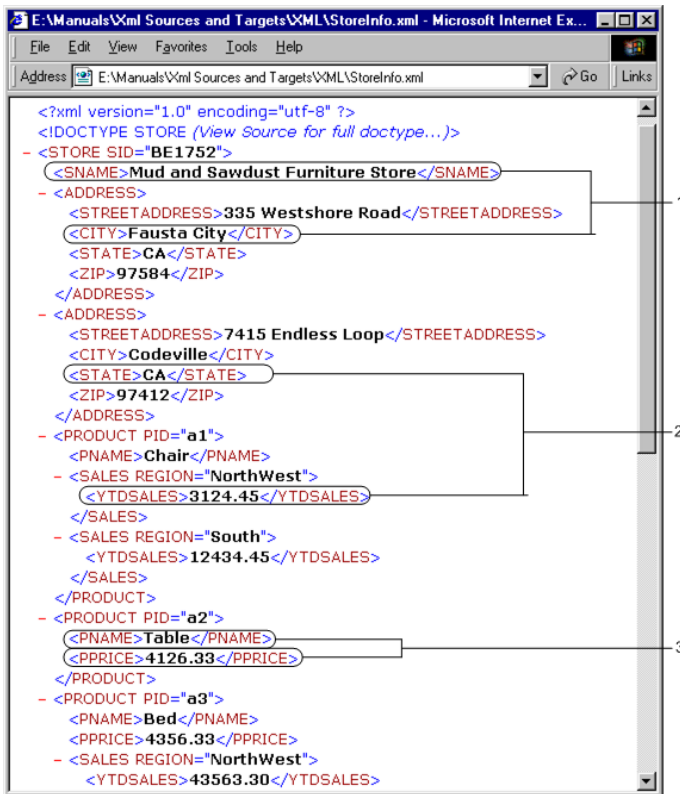 E:\Manuals\Xml Sources and Targets\XML\StoreInfo.xml - Microsoft Internet Ex...
File Edit View Favorites Tools Help
Address E:\Manuals\Xml Sources and Targets\XML\StoreInfo.xml Go Links
<?xml version="1.0" encoding="utf-8" ?>
<!DOCTYPE STORE (View Source for full doctype...)>
- <STORE SID="BE1752">
<SNAME>Mud and Sawdust Furniture Store</SNAME>
1
- <ADDRESS>
<STREETADDRESS>335 Westshore Road</STREETADDRESS>
<CITY>Fausta City</CITY>
<STATE>CA</STATE>
<ZIP>97584</ZIP>
</ADDRESS>
- <ADDRESS>
<STREETADDRESS>7415 Endless Loop</STREETADDRESS>
<CITY>Codeville</CITY>
<STATE>CA</STATE>
<ZIP>97412</ZIP>
</ADDRESS>
- <PRODUCT PID="a1">
2
<PNAME>Chair</PNAME>
- <SALES REGION="NorthWest">
<YTDSALES>3124.45</YTDSALES>
</SALES>
- <SALES REGION="South">
<YTDSALES>12434.45</YTDSALES>
</SALES>
</PRODUCT>
- <PRODUCT PID="a2">
<PNAME>Table</PNAME>
3
<PPRICE>4126.33</PPRICE>
</PRODUCT>
- <PRODUCT PID="a3">
<PNAME>Bed</PNAME>
<PPRICE>4356.33</PPRICE>
- <SALES REGION="NorthWest">
<YTDSALES>43563.30</YTDSALES>